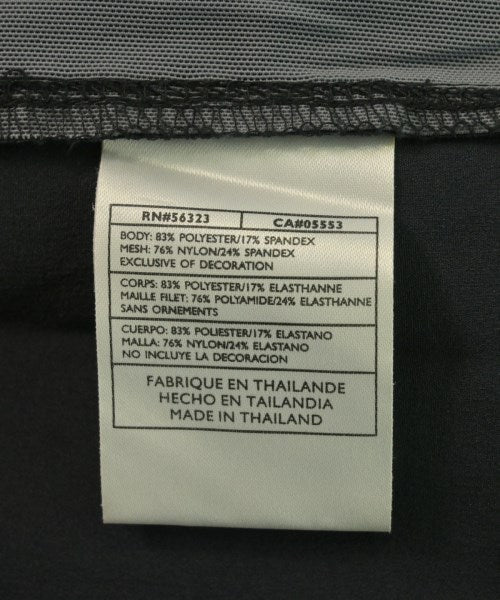 RN#56323 CA#05553
BODY: 83% POLYESTER/17% SPANDEX
MESH: 76% NYLON/24% SPANDEX
EXCLUSIVE OF DECORATION
CORPS: 83% POLYESTER/17% ELASTHANNE
MAILLE FILET: 76% POLYAMIDE/24% ELASTHANNE
SANS ORNEMENTS
CUERPO: 83% POLIESTER/17% ELASTANO
MALLA: 76% NYLON/24% ELASTANO
NO INCLUYE LA DECORACION
FABRIQUE EN THAILANDE
HECHO EN TAILANDIA
MADE IN THAILAND